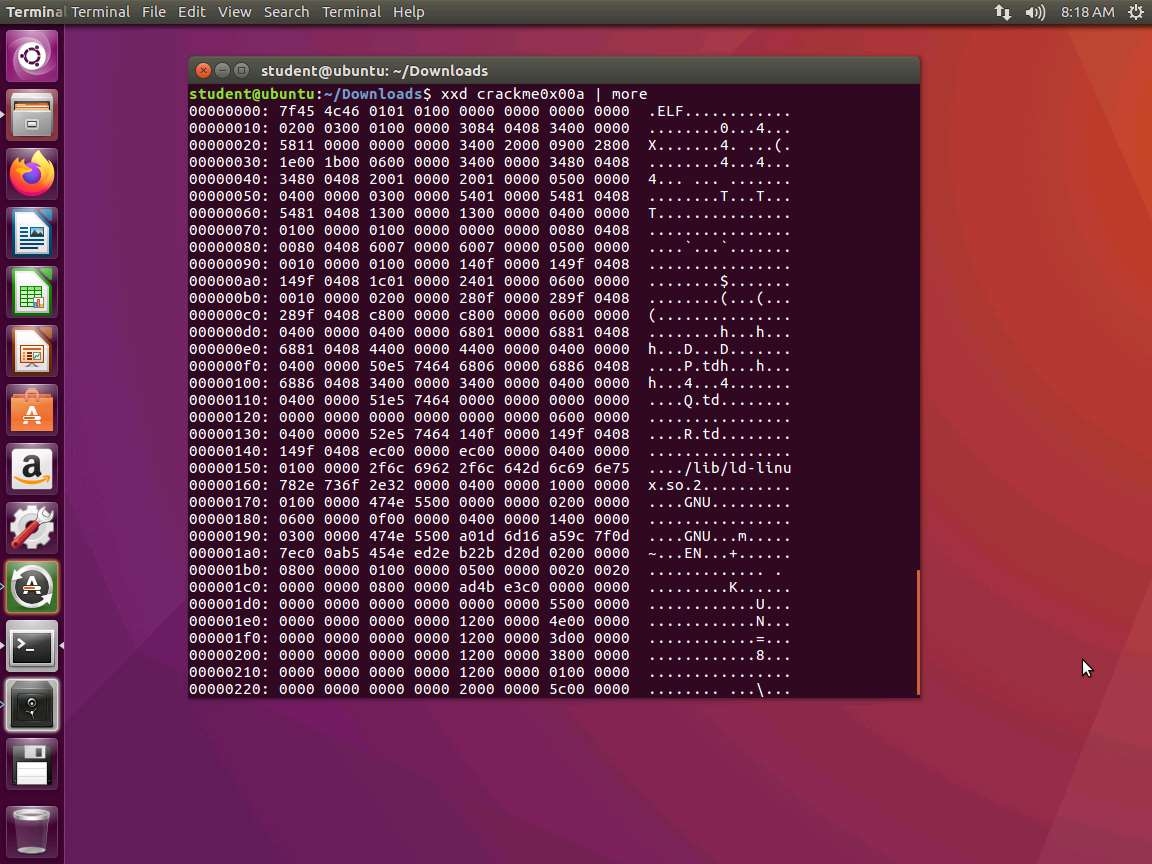 Terminal Terminal File Edit View Search Terminal Help 8:18 AM
student@ubuntu: ~/Downloads
student@ubuntu:~/Downloads$ xxd crackme0x00a | more
00000000: 7f45 4c46 0101 0100 0000 0000 0000 0000 .ELF............
00000010: 0200 0300 0100 0000 3084 0408 3400 0000 ........0...4...
00000020: 5811 0000 0000 0000 3400 2000 0900 2800 X.......4. ...(.
00000030: 1e00 1b00 0600 0000 3400 0000 3480 0408 ........4...4...
00000040: 3480 0408 2001 0000 2001 0000 0500 0000 4... ... .......
00000050: 0400 0000 0300 0000 5401 0000 5481 0408 ........T...T...
00000060: 5481 0408 1300 0000 1300 0000 0400 0000 T...............
00000070: 0100 0000 0100 0000 0000 0000 0080 0408 ................
00000080: 0080 0408 6007 0000 6007 0000 0500 0000 ....`...`.......
00000090: 0010 0000 0100 0000 140f 0000 149f 0408 ................
000000a0: 149f 0408 1c01 0000 2401 0000 0600 0000 ........$.......
000000b0: 0010 0000 0200 0000 280f 0000 289f 0408 ........(...(...
000000c0: 289f 0408 c800 0000 c800 0000 0600 0000 (...............
000000d0: 0400 0000 0400 0000 6801 0000 6881 0408 ........h...h...
000000e0: 6881 0408 4400 0000 4400 0000 0400 0000 h...D...D.......
000000f0: 0400 0000 50e5 7464 6806 0000 6886 0408 ....P.tdh...h...
00000100: 6886 0408 3400 0000 3400 0000 0400 0000 h...4...4.......
00000110: 0400 0000 51e5 7464 0000 0000 0000 0000 ....Q.td........
00000120: 0000 0000 0000 0000 0000 0000 0600 0000 ................
00000130: 0400 0000 52e5 7464 140f 0000 149f 0408 ....R.td........
00000140: 149f 0408 ec00 0000 ec00 0000 0400 0000 ................
00000150: 0100 0000 2f6c 6962 2f6c 642d 6c69 6e75 ..../lib/ld-linu
00000160: 782e 736f 2e32 0000 0400 0000 1000 0000 x.so.2..........
00000170: 0100 0000 474e 5500 0000 0000 0200 0000 ....GNU.........
00000180: 0600 0000 0f00 0000 0400 0000 1400 0000 ................
00000190: 0300 0000 474e 5500 a01d 6d16 a59c 7f0d ....GNU...m.....
000001a0: 7ec0 0ab5 454e ed2e b22b d20d 0200 0000 ~...EN...+......
000001b0: 0800 0000 0100 0000 0500 0000 0020 0020 ............. .
000001c0: 0000 0000 0800 0000 ad4b e3c0 0000 0000 .........K......
000001d0: 0000 0000 0000 0000 0000 0000 5500 0000 ............U...
000001e0: 0000 0000 0000 0000 1200 0000 4e00 0000 ............N...
000001f0: 0000 0000 0000 0000 1200 0000 3d00 0000 ............=...
00000200: 0000 0000 0000 0000 1200 0000 3800 0000 ............8...
00000210: 0000 0000 0000 0000 1200 0000 0100 0000 ................
00000220: 0000 0000 0000 0000 2000 0000 5c00 0000 ........ ...\...